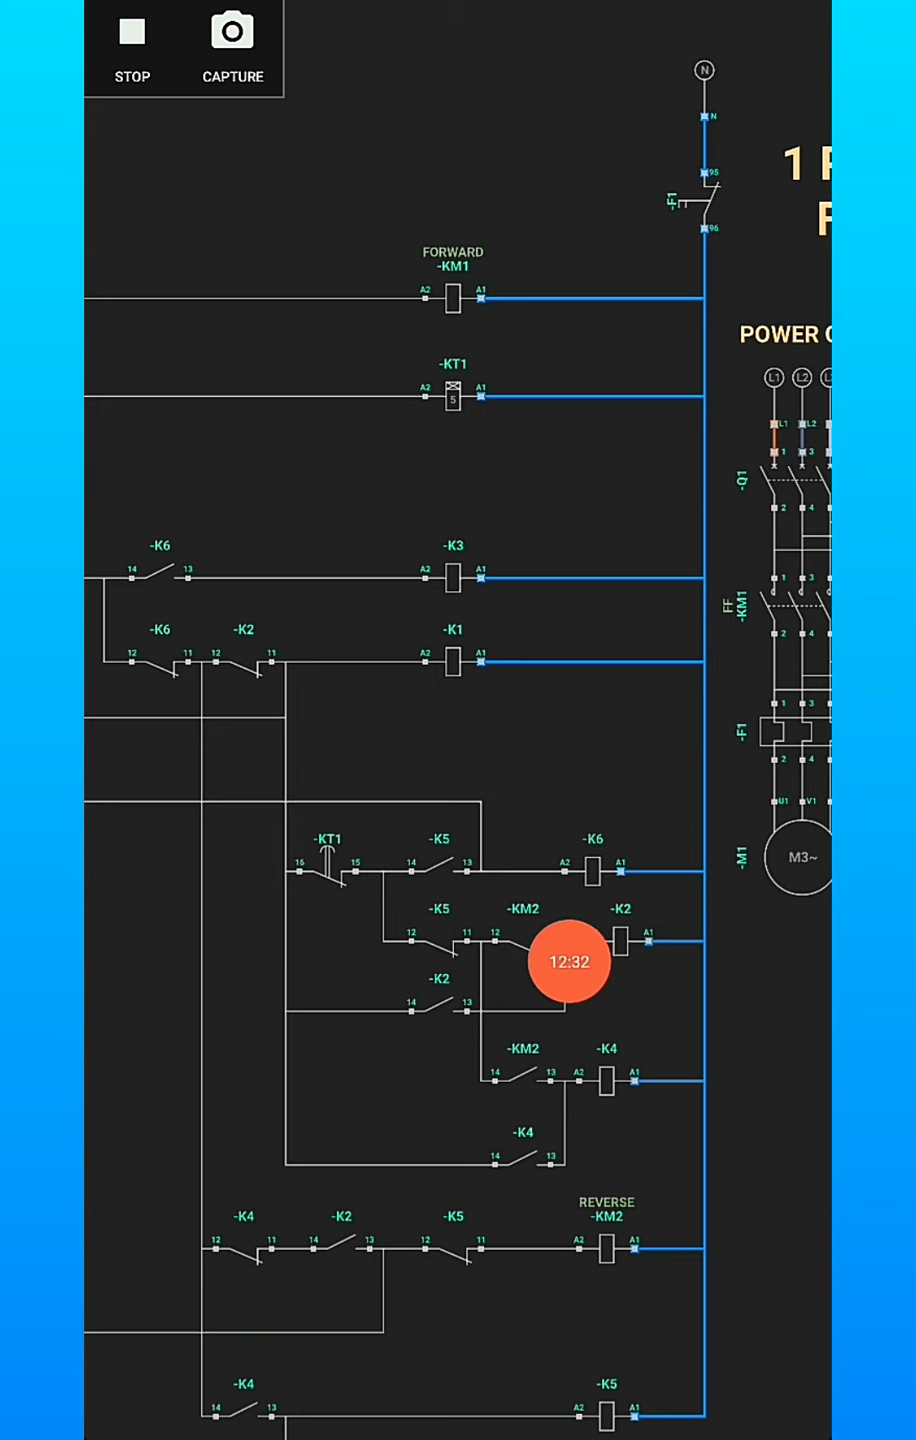 STOP CAPTURE
N
N
95
-F1
96
1
FORWARD
-KM1
A2 A1
POWER
-KT1
L1 L2
A2 A1
5
L1 L2
1 3
-Q1
2 4
-K6 -K3
14 13 A2 A1
1 3
FF
-KM1
-K6 -K2 -K1
12 11 12 11 A2 A1
2 4
1 3
-F1
2 4
U1 V1
-KT1 -K5 -K6
-M1 M3~
16 15 14 13 A2 A1
-K5 -KM2 -K2
12 11 12 A1
12:32
-K2
14 13
-KM2 -K4
14 13 A2 A1
-K4
14 13
REVERSE
-K4 -K2 -K5 -KM2
12 11 14 13 12 11 A2 A1
-K4 -K5
14 13 A2 A1